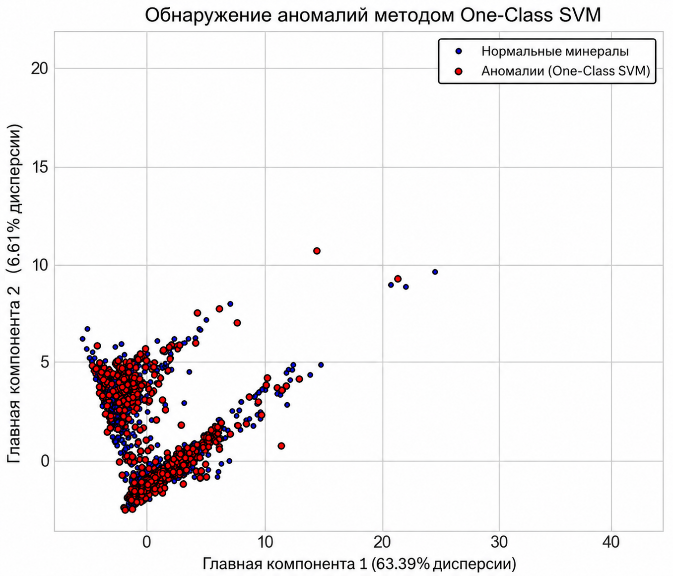 Обнаружение аномалий методом One-Class SVM
Нормальные минералы
Аномалии (One-Class SVM)
Главная компонента 2 (6.61% дисперсии)
20
15
10
5
0
0
10
20
30
40
Главная компонента 1 (63.39% дисперсии)